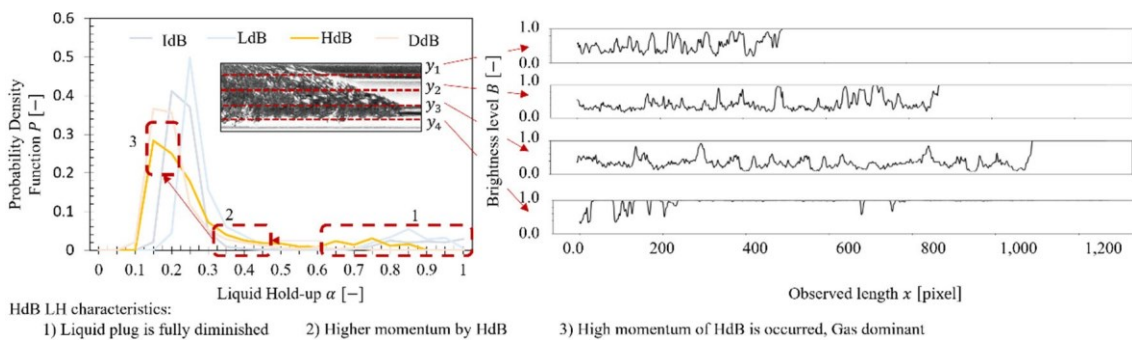 Probability Density
Function P [–]
0.6
0.5
0.4
0.3
0.2
0.1
0
IdB LdB HdB DdB
3
2
1
y1
y2
y3
y4
0 0.1 0.2 0.3 0.4 0.5 0.6 0.7 0.8 0.9 1
Liquid Hold-up α [–]
Brightness level B [–]
1.0
0.0
1.0
0.0
1.0
0.0
1.0
0.0
0.0 200 400 600 800 1,000 1,200
Observed length x [pixel]
HdB LH characteristics:
1) Liquid plug is fully diminished 2) Higher momentum by HdB 3) High momentum of HdB is occurred, Gas dominant